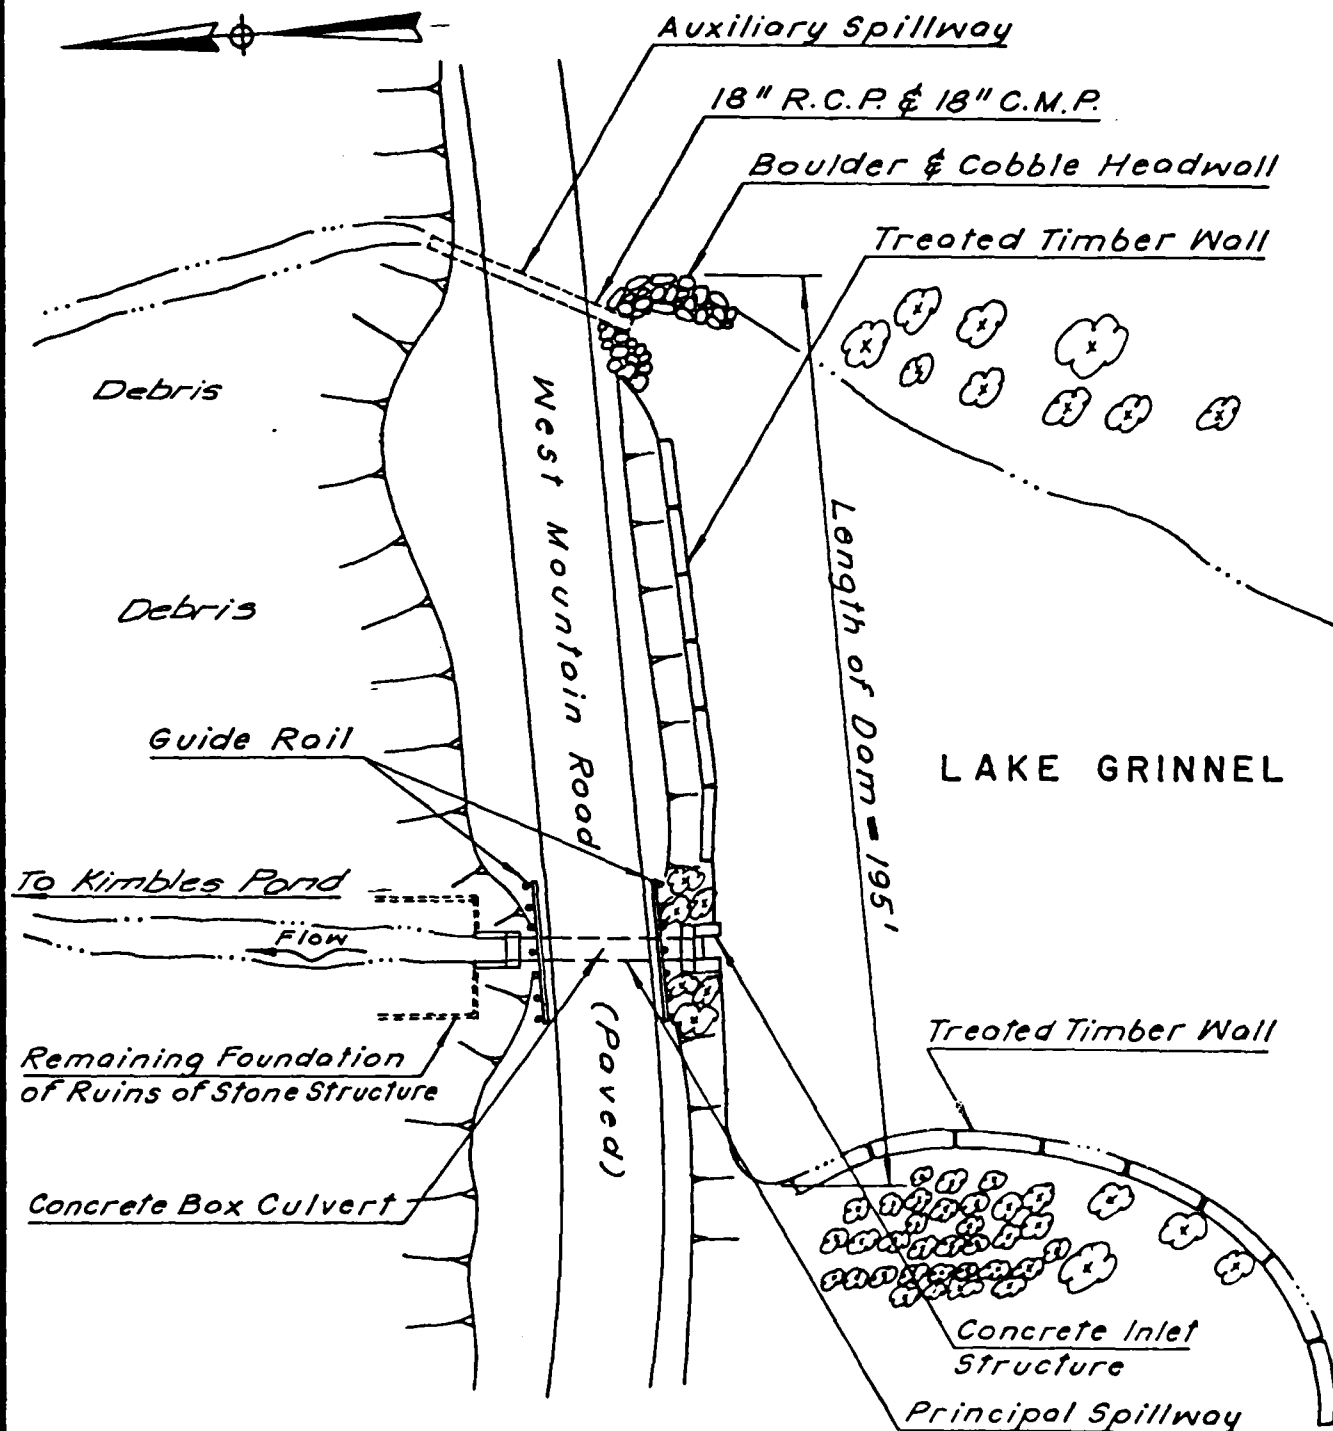 Auxiliary Spillway
18" R.C.P. & 18" C.M.P.
Boulder & Cobble Headwall
Treated Timber Wall
Debris
West Mountain Road
Length of Dam = 195'
Debris
Guide Rail
LAKE GRINNEL
To Kimbles Pond
Flow
(Paved)
Remaining Foundation
of Ruins of Stone Structure
Treated Timber Wall
Concrete Box Culvert
Concrete Inlet
Structure
Principal Spillway